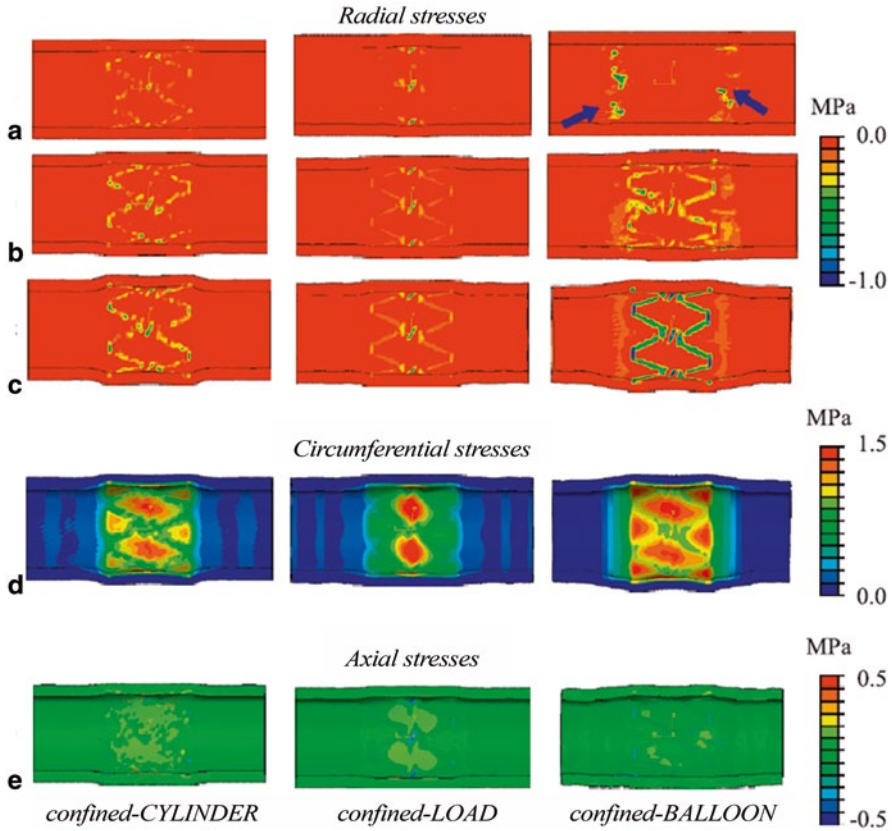 Radial stresses
MPa
0.0
-1.0
a
b
c
Circumferential stresses
MPa
1.5
0.0
d
Axial stresses
MPa
0.5
-0.5
e
confined-CYLINDER
confined-LOAD
confined-BALLOON